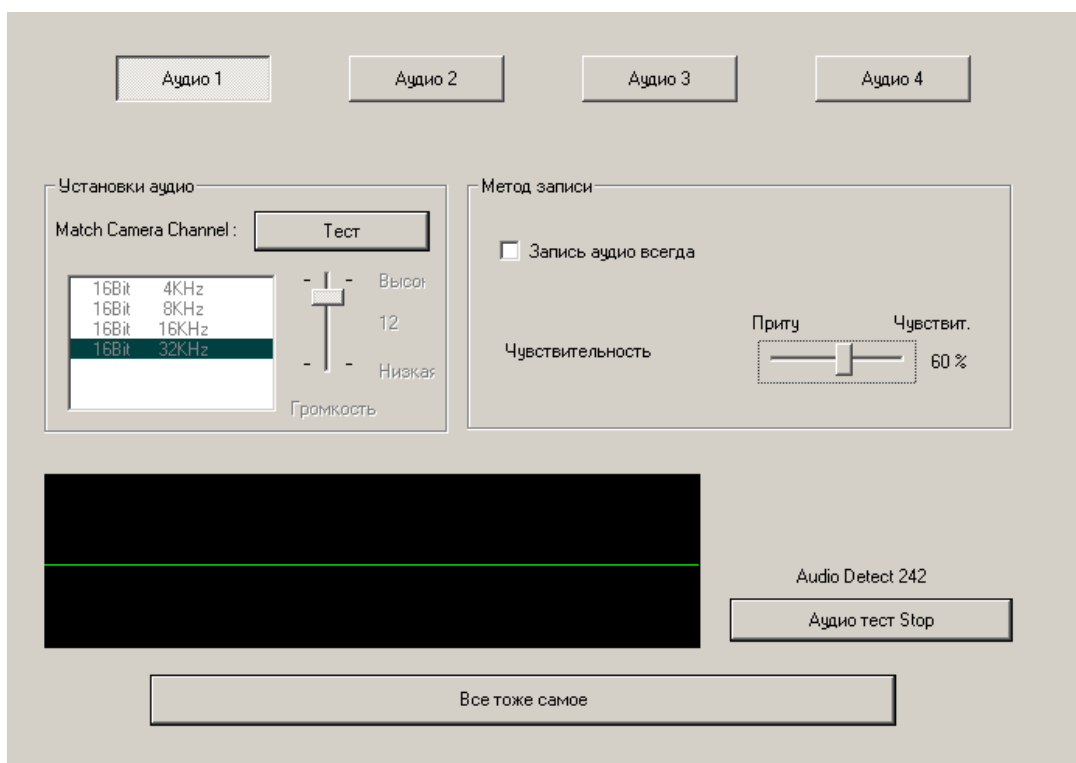 Аудио 1
Аудио 2
Аудио 3
Аудио 4
Установки аудио
Match Camera Channel :
Тест
16Bit 4KHz
16Bit 8KHz
16Bit 16KHz
16Bit 32KHz
Высон
12
Низкая
Громкость
Метод записи
Запись аудио всегда
Чувствительность
Приту
Чувствит.
60 %
Audio Detect 242
Аудио тест Stop
Все тоже самое